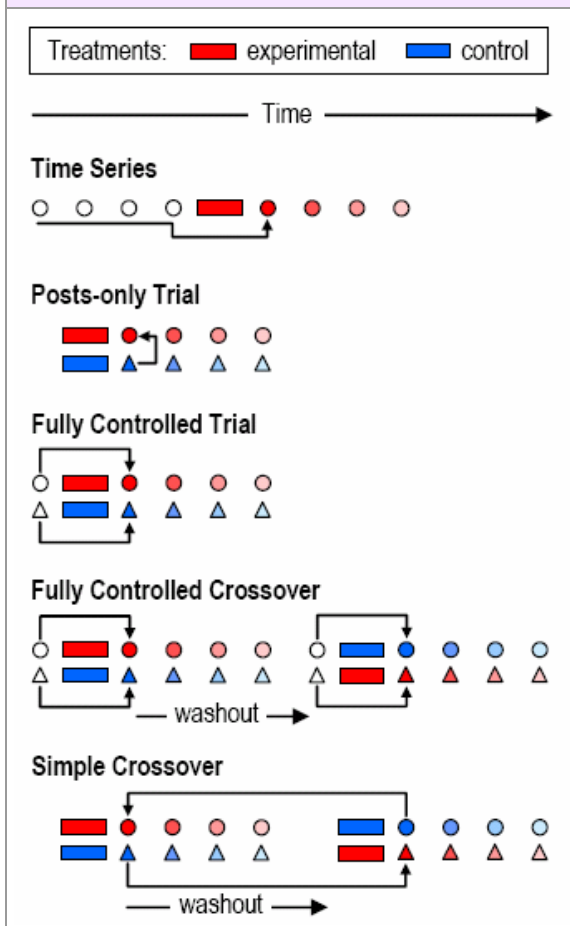 Treatments: experimental control
Time
Time Series
Posts-only Trial
Fully Controlled Trial
Fully Controlled Crossover
washout
Simple Crossover
washout